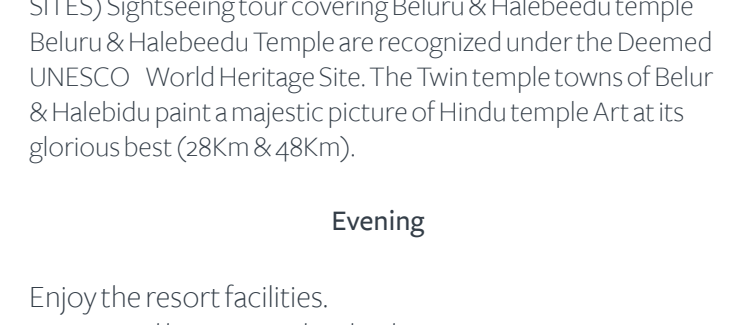 SITES) Sightseeing tour covering Beluru & Halebeedu temple
Beluru & Halebeedu Temple are recognized under the Deemed
UNESCO World Heritage Site. The Twin temple towns of Belur
& Halebidu paint a majestic picture of Hindu temple Art at its
glorious best (28Km & 48Km).
Evening
Enjoy the resort facilities.